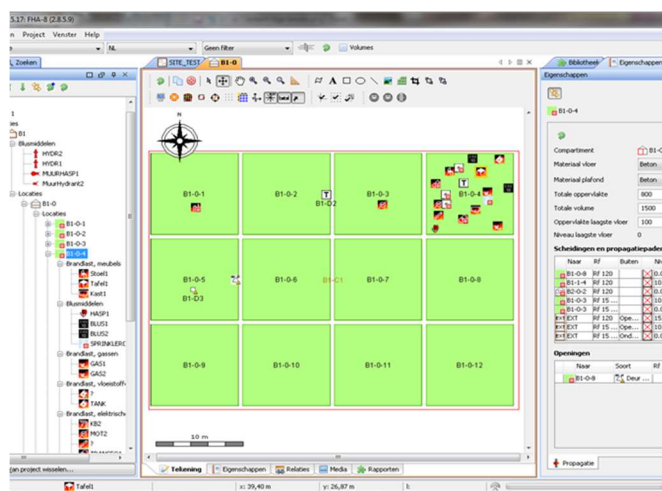 5.17: FHA-8 (2.8.5.9)
Project Venster Help
NL
Geen filter
Volumes
Zoeken
SITE_TEST
B1-0
Bibliotheek
Eigenschappen
B1
Blusmiddelen
HYDR2
HYDR1
MUURHASP1
MuurHydrant2
Locaties
B1-0
Locaties
B1-0-1
B1-0-2
B1-0-3
B1-0-4
Brandlast, meubels
Stoel1
Tafel1
Kast1
Blusmiddelen
HASP1
BLUS1
BLUS2
Brandlast, gassen
GAS1
GAS2
?
TANK
KB2
MOT2
?
N
B1-0-1
B1-0-2
T
B1-D2
B1-0-3
T
B1-0-4
B1-0-5
B1-D3
B1-0-6
B1-C1
B1-0-7
B1-0-8
B1-0-9
B1-0-10
B1-0-11
B1-0-12
10 m
Tekening
Eigenschappen
Relaties
Media
Rapporten
Eigenschappen
B1-0-4
Compartiment
Materiaal vloer
Beton
Materiaal plafond
Beton
Totale oppervlakte
800
Totale volume
1500
Oppervlakte laagste vloer
100
Niveau laagste vloer
0
Naar
Rf
Buiten
B1-0-8
Rf 120
B1-1-4
Rf 120
B2-0-2
Rf 120
B1-0-3
Rf 15 ...
B1-0-3
Rf 15 ...
EXT
Rf 120
Ope...
EXT
Rf 15 ...
Ope...
EXT
Rf 15 ...
Ond...
Openingen
Naar
Soort
Rf
B1-0-8
Deur ...
Propagatie
Tafel1
x: 39,40 m
y: 26,87 m
l: